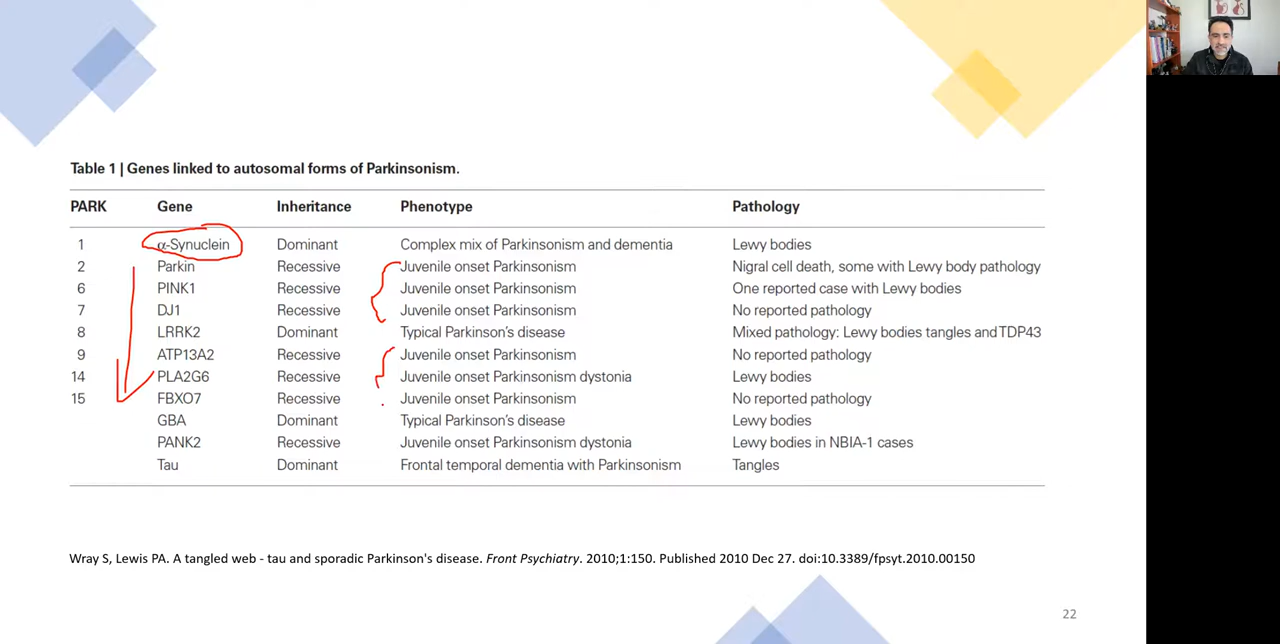 Table 1 | Genes linked to autosomal forms of Parkinsonism.
PARK Gene Inheritance Phenotype Pathology
1 α-Synuclein Dominant Complex mix of Parkinsonism and dementia Lewy bodies
2 Parkin Recessive Juvenile onset Parkinsonism Nigral cell death, some with Lewy body pathology
6 PINK1 Recessive Juvenile onset Parkinsonism One reported case with Lewy bodies
7 DJ1 Recessive Juvenile onset Parkinsonism No reported pathology
8 LRRK2 Dominant Typical Parkinson's disease Mixed pathology: Lewy bodies tangles and TDP43
9 ATP13A2 Recessive Juvenile onset Parkinsonism No reported pathology
14 PLA2G6 Recessive Juvenile onset Parkinsonism dystonia Lewy bodies
15 FBXO7 Recessive Juvenile onset Parkinsonism No reported pathology
GBA Dominant Typical Parkinson's disease Lewy bodies
PANK2 Recessive Juvenile onset Parkinsonism dystonia Lewy bodies in NBIA-1 cases
Tau Dominant Frontal temporal dementia with Parkinsonism Tangles
Wray S, Lewis PA. A tangled web - tau and sporadic Parkinson's disease. Front Psychiatry. 2010;1:150. Published 2010 Dec 27. doi:10.3389/fpsyt.2010.00150
22